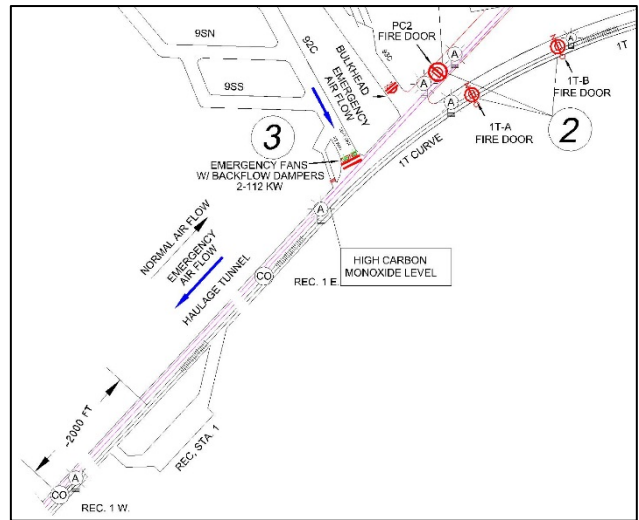 9SN
9SS
92C
93C
BULKHEAD
EMERGENCY
AIR FLOW
PC2
FIRE DOOR
A
A
A
A
1T
1T-B
FIRE DOOR
1T-A
FIRE DOOR
2
1T CURVE
3
EMERGENCY FANS
W/ BACKFLOW DAMPERS
2-112 KW
NORMAL AIR FLOW
EMERGENCY
AIR FLOW
HAULAGE TUNNEL
A
HIGH CARBON
MONOXIDE LEVEL
CO
REC. 1 E.
~2000 FT
REC. STA. 1
A
CO
REC. 1 W.